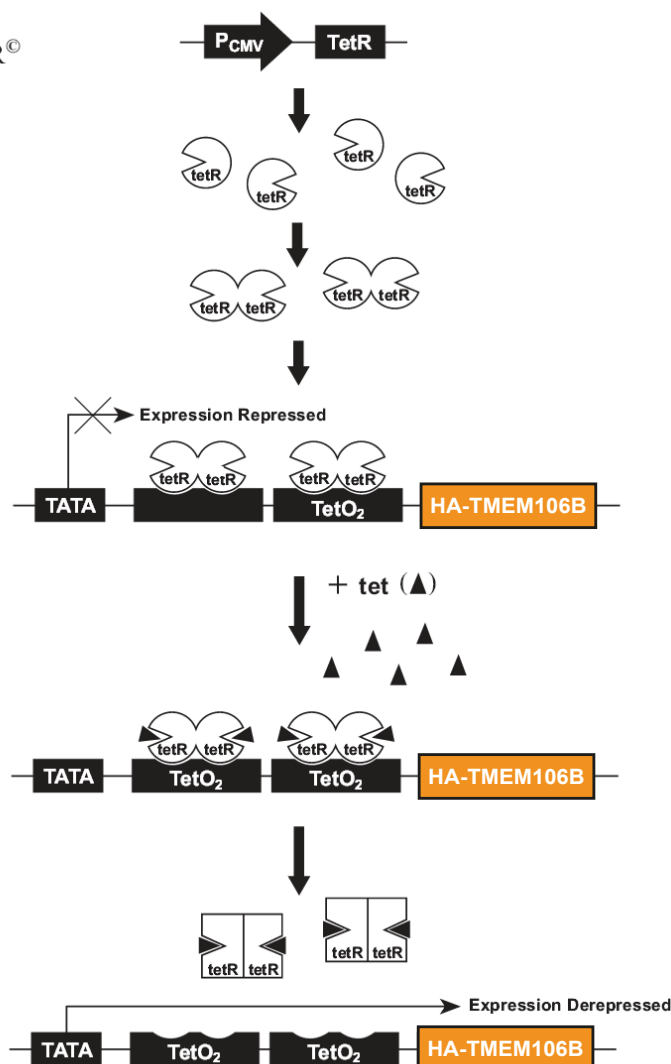 R©
PCMV TetR
tetR
tetR
tetR
tetR
tetR tetR
tetR tetR
Expression Repressed
tetR tetR
tetR tetR
TATA
TetO2
HA-TMEM106B
+ tet (▲)
tetR tetR
tetR tetR
TATA
TetO2
TetO2
HA-TMEM106B
tetR tetR
tetR tetR
Expression Derepressed
TATA
TetO2
TetO2
HA-TMEM106B